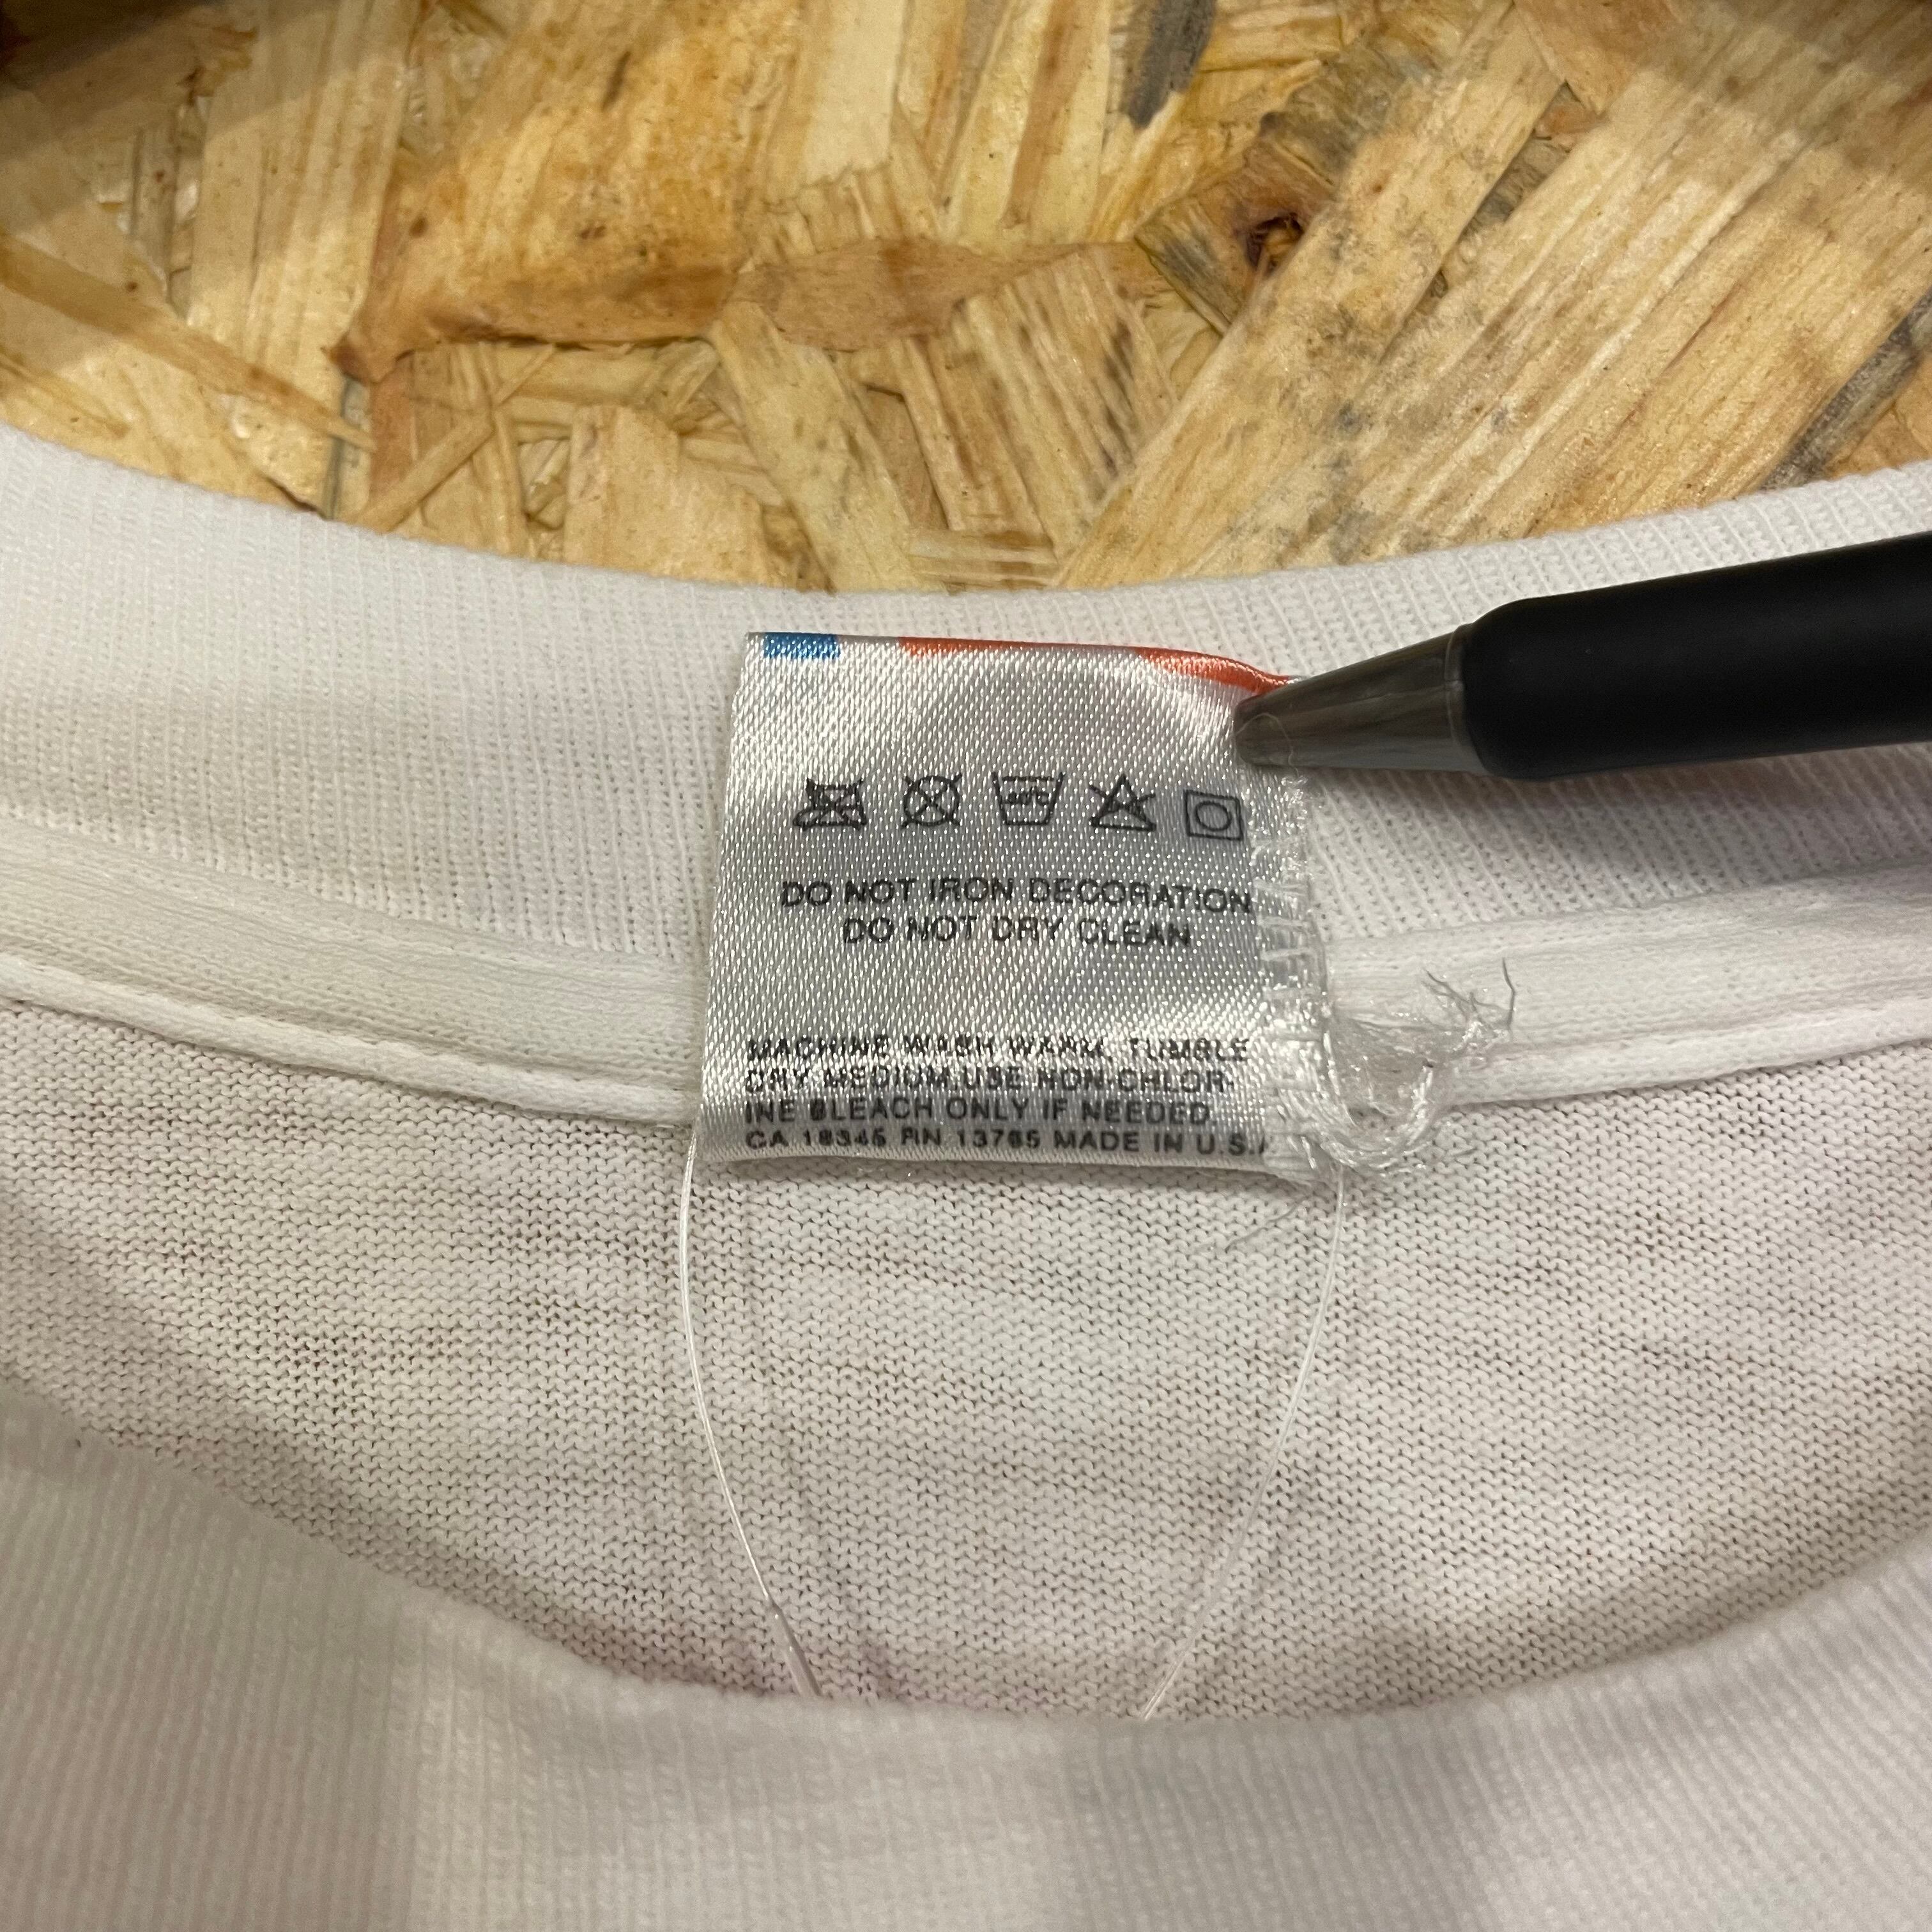 DO NOT IRON DECORATION
DO NOT DRY CLEAN
MACHINE WASH WARM, TUMBLE
DRY MEDIUM.USE NON-CHLOR-
INE BLEACH ONLY IF NEEDED.
CA RN 13765 MADE IN U.S.